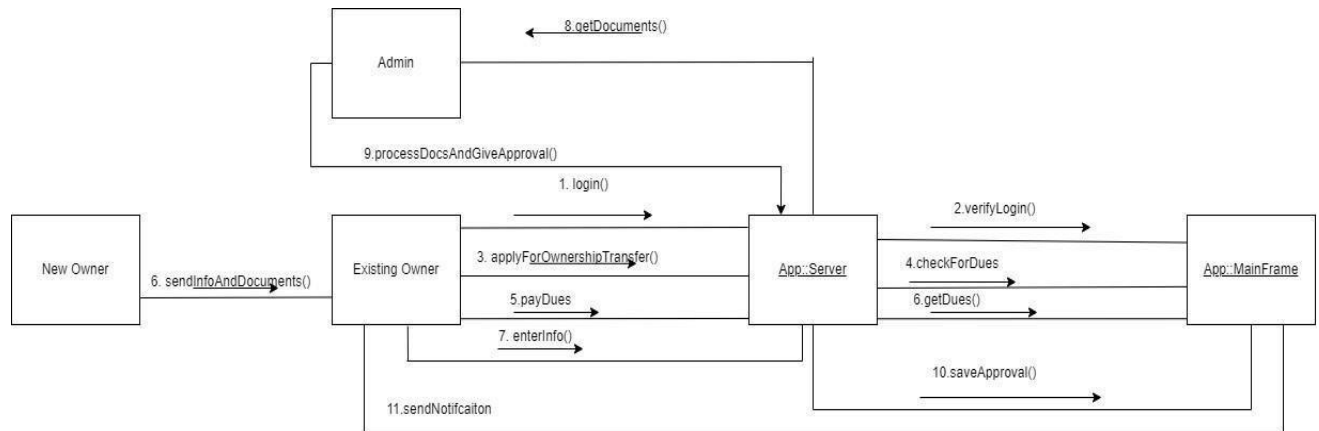 8.getDocuments()
Admin
9.processDocsAndGiveApproval()
1. login()
2.verifyLogin()
New Owner
6. sendInfoAndDocuments()
Existing Owner
3. applyForOwnershipTransfer()
App::Server
4.checkForDues
App::MainFrame
5.payDues
6.getDues()
7. enterInfo()
10.saveApproval()
11.sendNotifcaiton